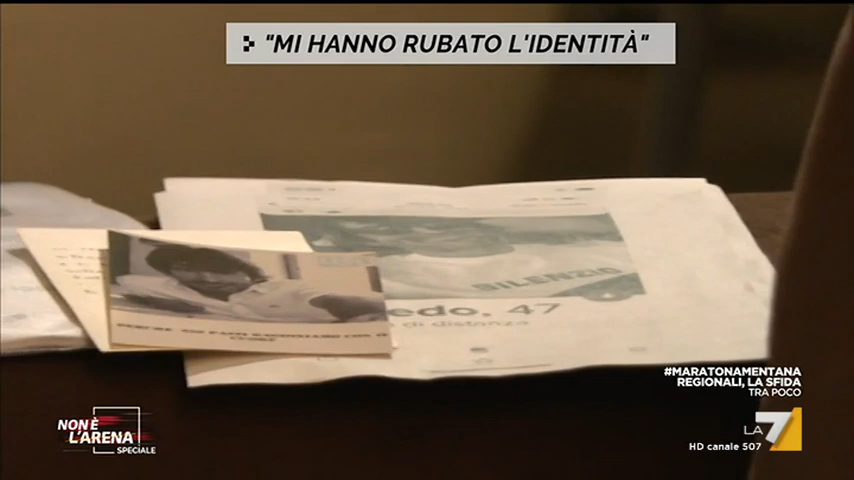 "MI HANNO RUBATO L'IDENTITÀ"
SILENZIO
edo, 47
di distanza
#MARATONAMENTANA
REGIONALI, LA SFIDA
TRA POCO
NON È
L'ARENA
SPECIALE
LA7
HD canale 507